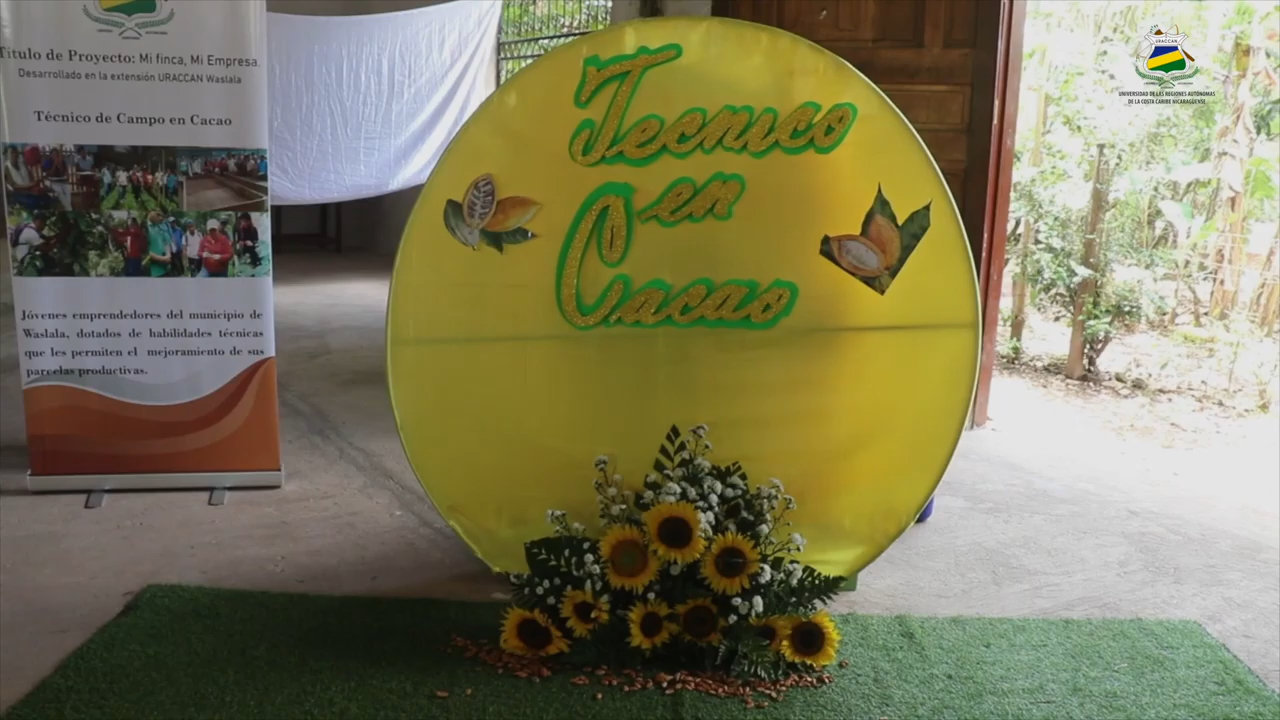 Título de Proyecto: Mi finca, Mi Empresa.
Desarrollado en la extensión URACCAN Waslala
Técnico de Campo en Cacao
Jóvenes emprendedores del municipio de
Waslala, dotados de habilidades técnicas
que les permiten el mejoramiento de sus
parcelas productivas.
Tecnico
en
Cacao
URACCAN
UNIVERSIDAD DE LAS REGIONES AUTÓNOMAS
DE LA COSTA CARIBE NICARAGÜENSE